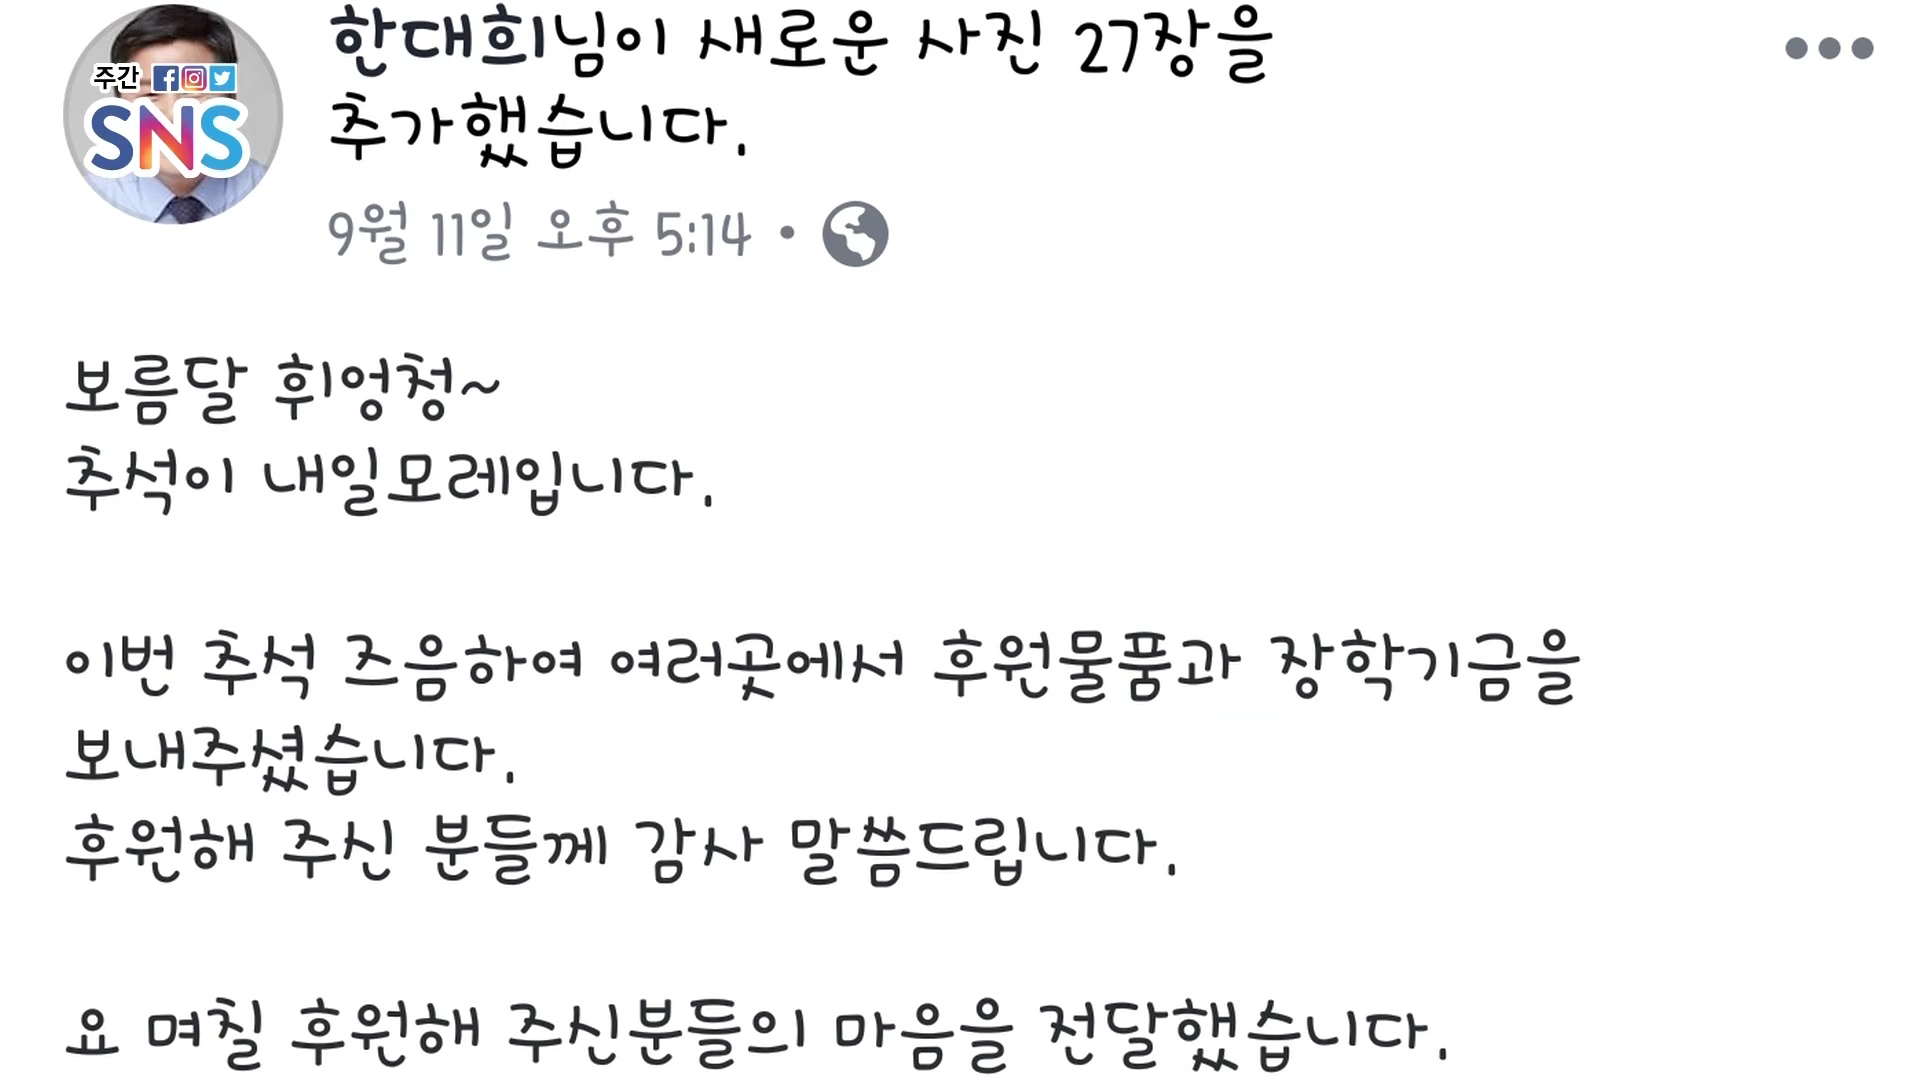 주간
SNS
한대희님이 새로운 사진 27장을
추가했습니다.
9월 11일 오후 5:14
보름달 휘엉청~
추석이 내일모레입니다.
이번 추석 즈음하여 여러곳에서 후원물품과 장학기금을
보내주셨습니다.
후원해 주신 분들께 감사 말씀드립니다.
요 며칠 후원해 주신분들의 마음을 전달했습니다.